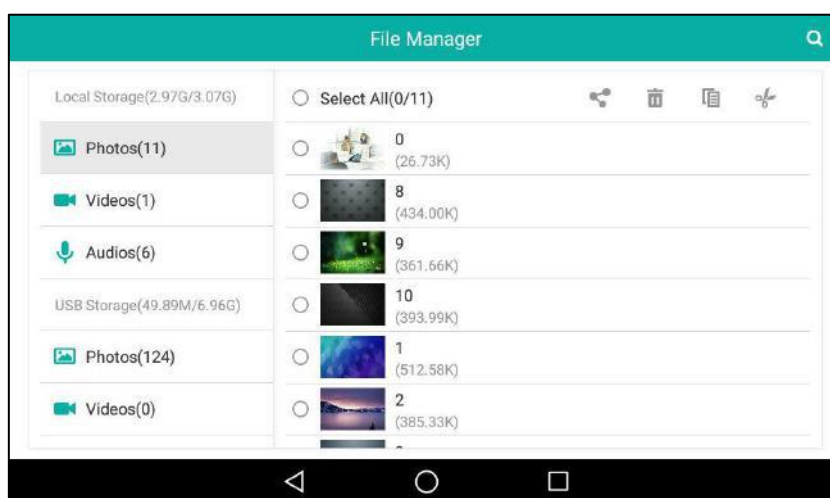 File Manager
Local Storage(2.97G/3.07G)
Photos(11)
Videos(1)
Audios(6)
USB Storage(49.89M/6.96G)
Photos(124)
Videos(0)
Select All(0/11)
0
(26.73K)
8
(434.00K)
9
(361.66K)
10
(393.99K)
1
(512.58K)
2
(385.33K)